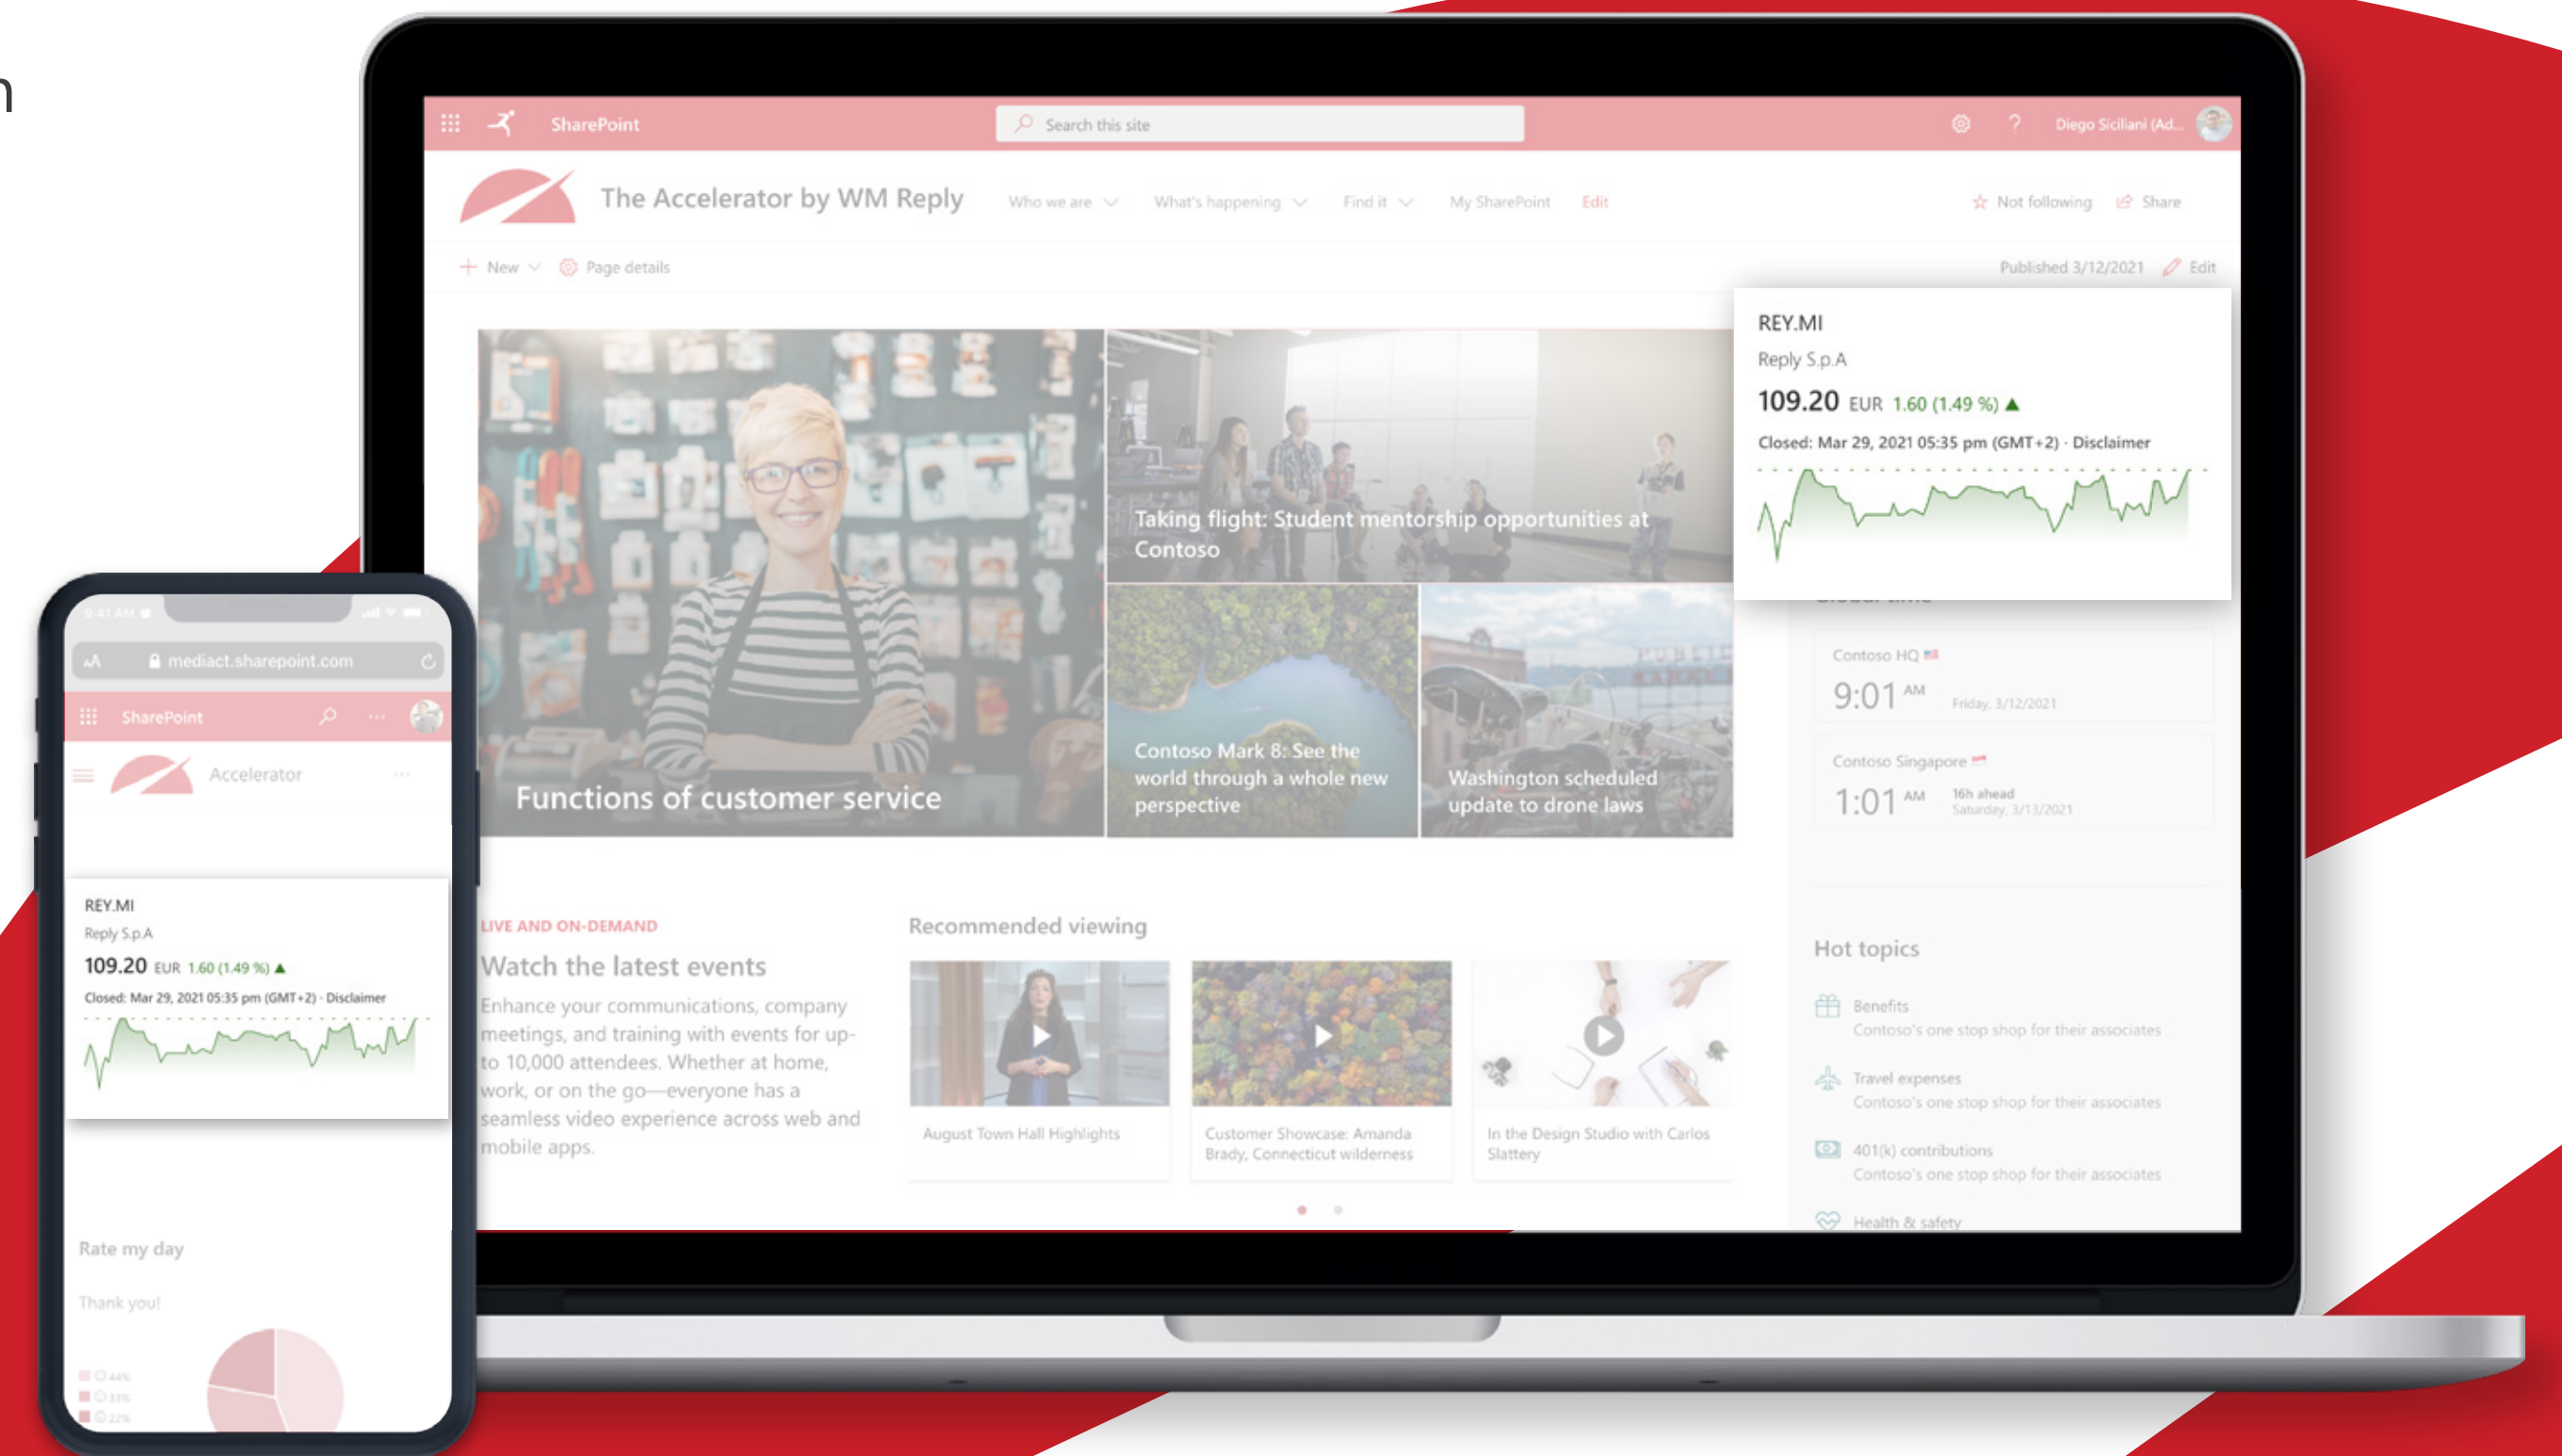 n
SharePoint
Search this site
?
Diego Siciliani (Ad...
The Accelerator by WM Reply
Who we are
What's happening
Find it
My SharePoint
Edit
Not following
Share
+ New
Page details
Published 3/12/2021
Edit
Functions of customer service
Taking flight: Student mentorship opportunities at
Contoso
Contoso Mark 8: See the
world through a whole new
perspective
Washington scheduled
update to drone laws
REY.MI
Reply S.p.A
109.20 EUR 1.60 (1.49 %) ▲
Closed: Mar 29, 2021 05:35 pm (GMT+2) · Disclaimer
Contoso HQ
9:01 AM
Friday, 3/12/2021
Contoso Singapore
1:01 AM
16h ahead
Saturday, 3/13/2021
LIVE AND ON-DEMAND
Watch the latest events
Enhance your communications, company
meetings, and training with events for up-
to 10,000 attendees. Whether at home,
work, or on the go—everyone has a
seamless video experience across web and
mobile apps.
Recommended viewing
August Town Hall Highlights
Customer Showcase: Amanda
Brady, Connecticut wilderness
In the Design Studio with Carlos
Slattery
Hot topics
Benefits
Contoso's one stop shop for their associates
Travel expenses
Contoso's one stop shop for their associates
401(k) contributions
Contoso's one stop shop for their associates
Health & safety
9:41 AM
AA
mediact.sharepoint.com
SharePoint
...
Accelerator
...
REY.MI
Reply S.p.A
109.20 EUR 1.60 (1.49 %) ▲
Closed: Mar 29, 2021 05:35 pm (GMT+2) · Disclaimer
Rate my day
Thank you!
44%
33%
22%